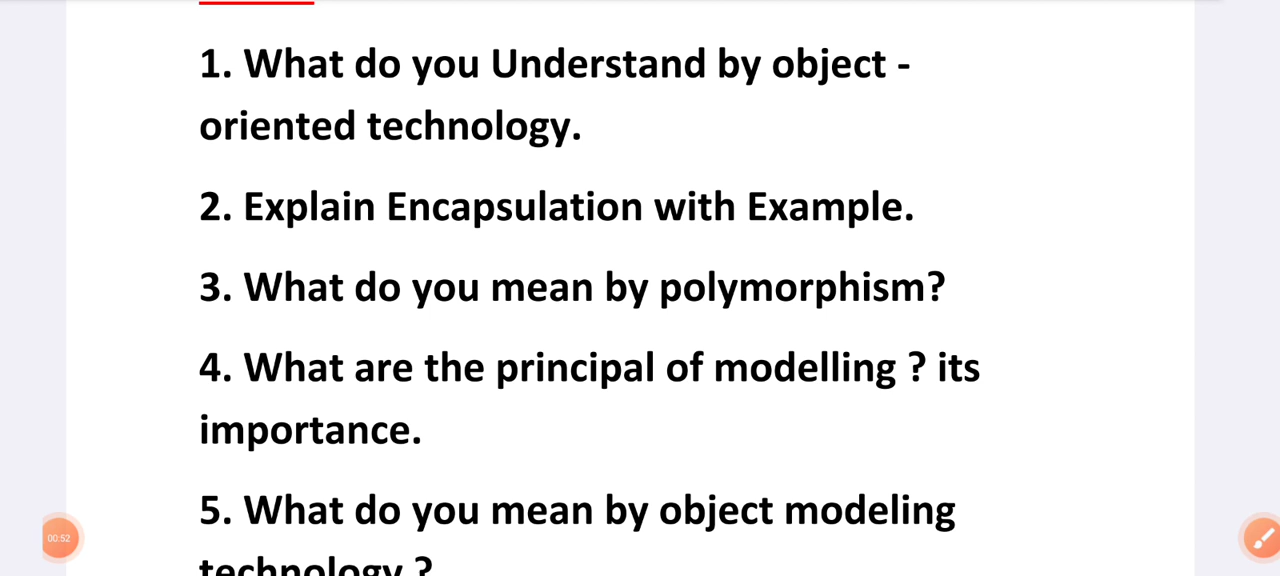 1. What do you Understand by object -
oriented technology.
2. Explain Encapsulation with Example.
3. What do you mean by polymorphism?
4. What are the principal of modelling ? its
importance.
5. What do you mean by object modeling
technology ?
00:52